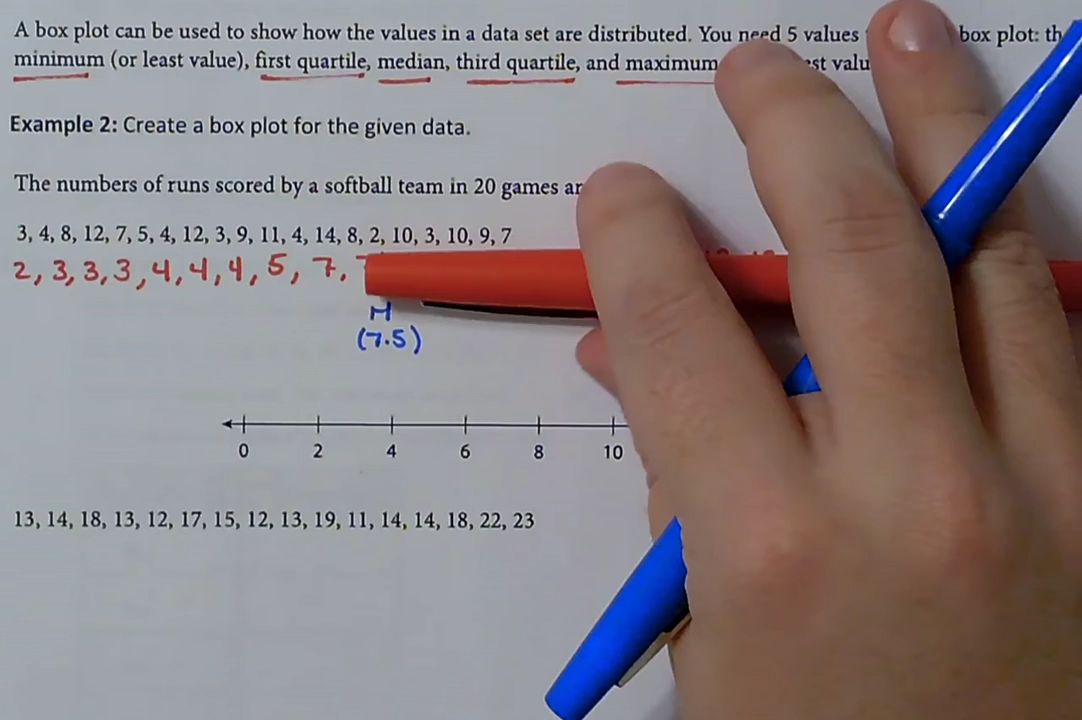 A box plot can be used to show how the values in a data set are distributed. You need 5 values box plot:
minimum (or least value), first quartile, median, third quartile, and maximum
Example 2: Create a box plot for the given data.
The numbers of runs scored by a softball team in 20 games
3, 4, 8, 12, 7, 5, 4, 12, 3, 9, 11, 4, 14, 8, 2, 10, 3, 10, 9, 7
2, 3, 3, 3, 4, 4, 4, 5, 7,
M
(7.5)
0 2 4 6 8 10
13, 14, 18, 13, 12, 17, 15, 12, 13, 19, 11, 14, 14, 18, 22, 23